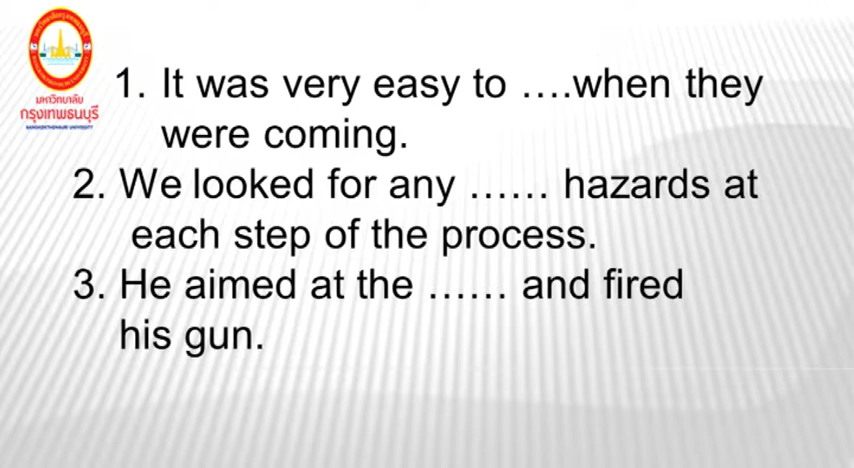 มหาวิทยาลัย
กรุงเทพธนบุรี
BANGKOKTHONBURI UNIVERSITY
1. It was very easy to ....when they
were coming.
2. We looked for any ...... hazards at
each step of the process.
3. He aimed at the ...... and fired
his gun.